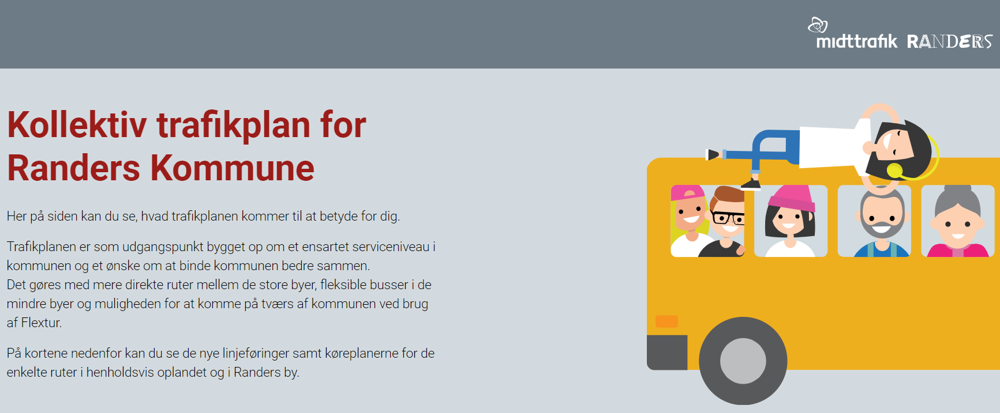 midttrafik RANDERS
Kollektiv trafikplan for
Randers Kommune
Her på siden kan du se, hvad trafikplanen kommer til at betyde for dig.
Trafikplanen er som udgangspunkt bygget op om et ensartet serviceniveau i
kommunen og et ønske om at binde kommunen bedre sammen.
Det gøres med mere direkte ruter mellem de store byer, fleksible busser i de
mindre byer og muligheden for at komme på tværs af kommunen ved brug
af Flextur.
På kortene nedenfor kan du se de nye linjeføringer samt køreplanerne for de
enkelte ruter i henholdsvis oplandet og i Randers by.